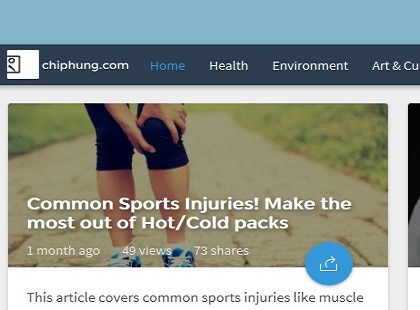 chiphung.com Home Health Environment Art & Cu
Common Sports Injuries! Make the
most out of Hot/Cold packs
1 month ago 49 views 73 shares
This article covers common sports injuries like muscle